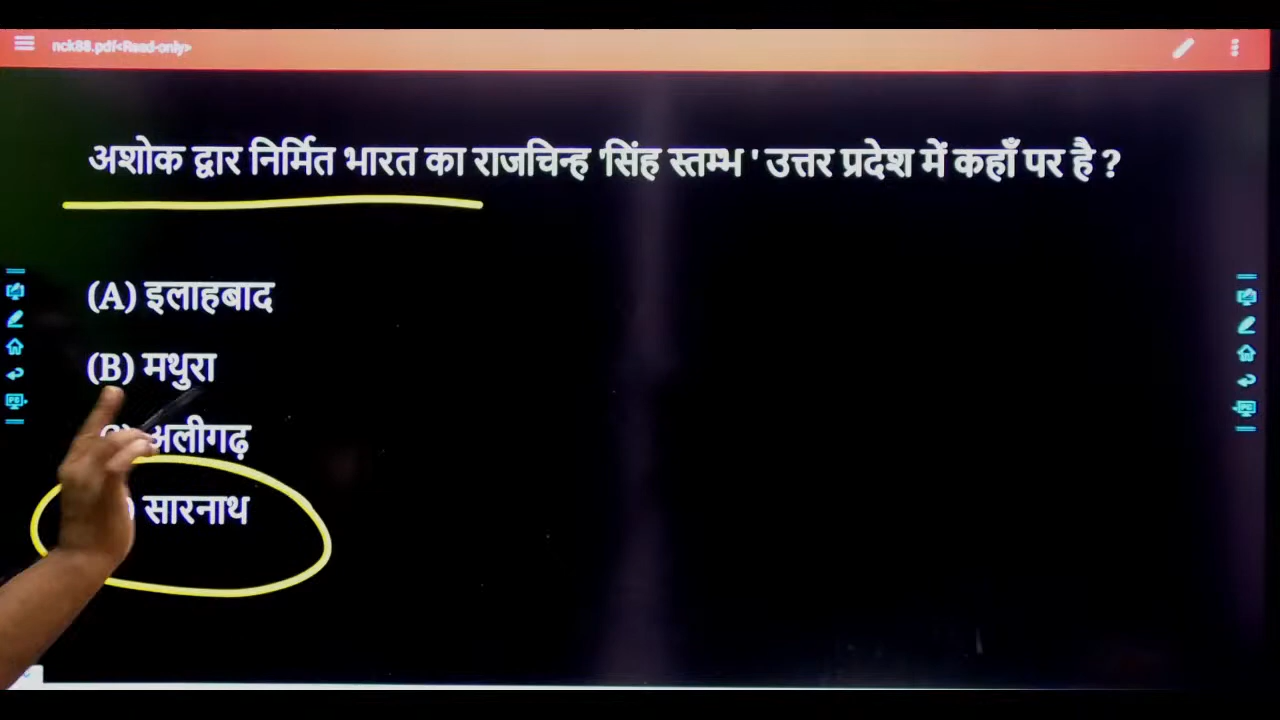 nck88.pdf<Read-only>
अशोक द्वार निर्मित भारत का राजचिन्ह 'सिंह स्तम्भ ' उत्तर प्रदेश में कहाँ पर है ?
(A) इलाहबाद
(B) मथुरा
अलीगढ़
) सारनाथ